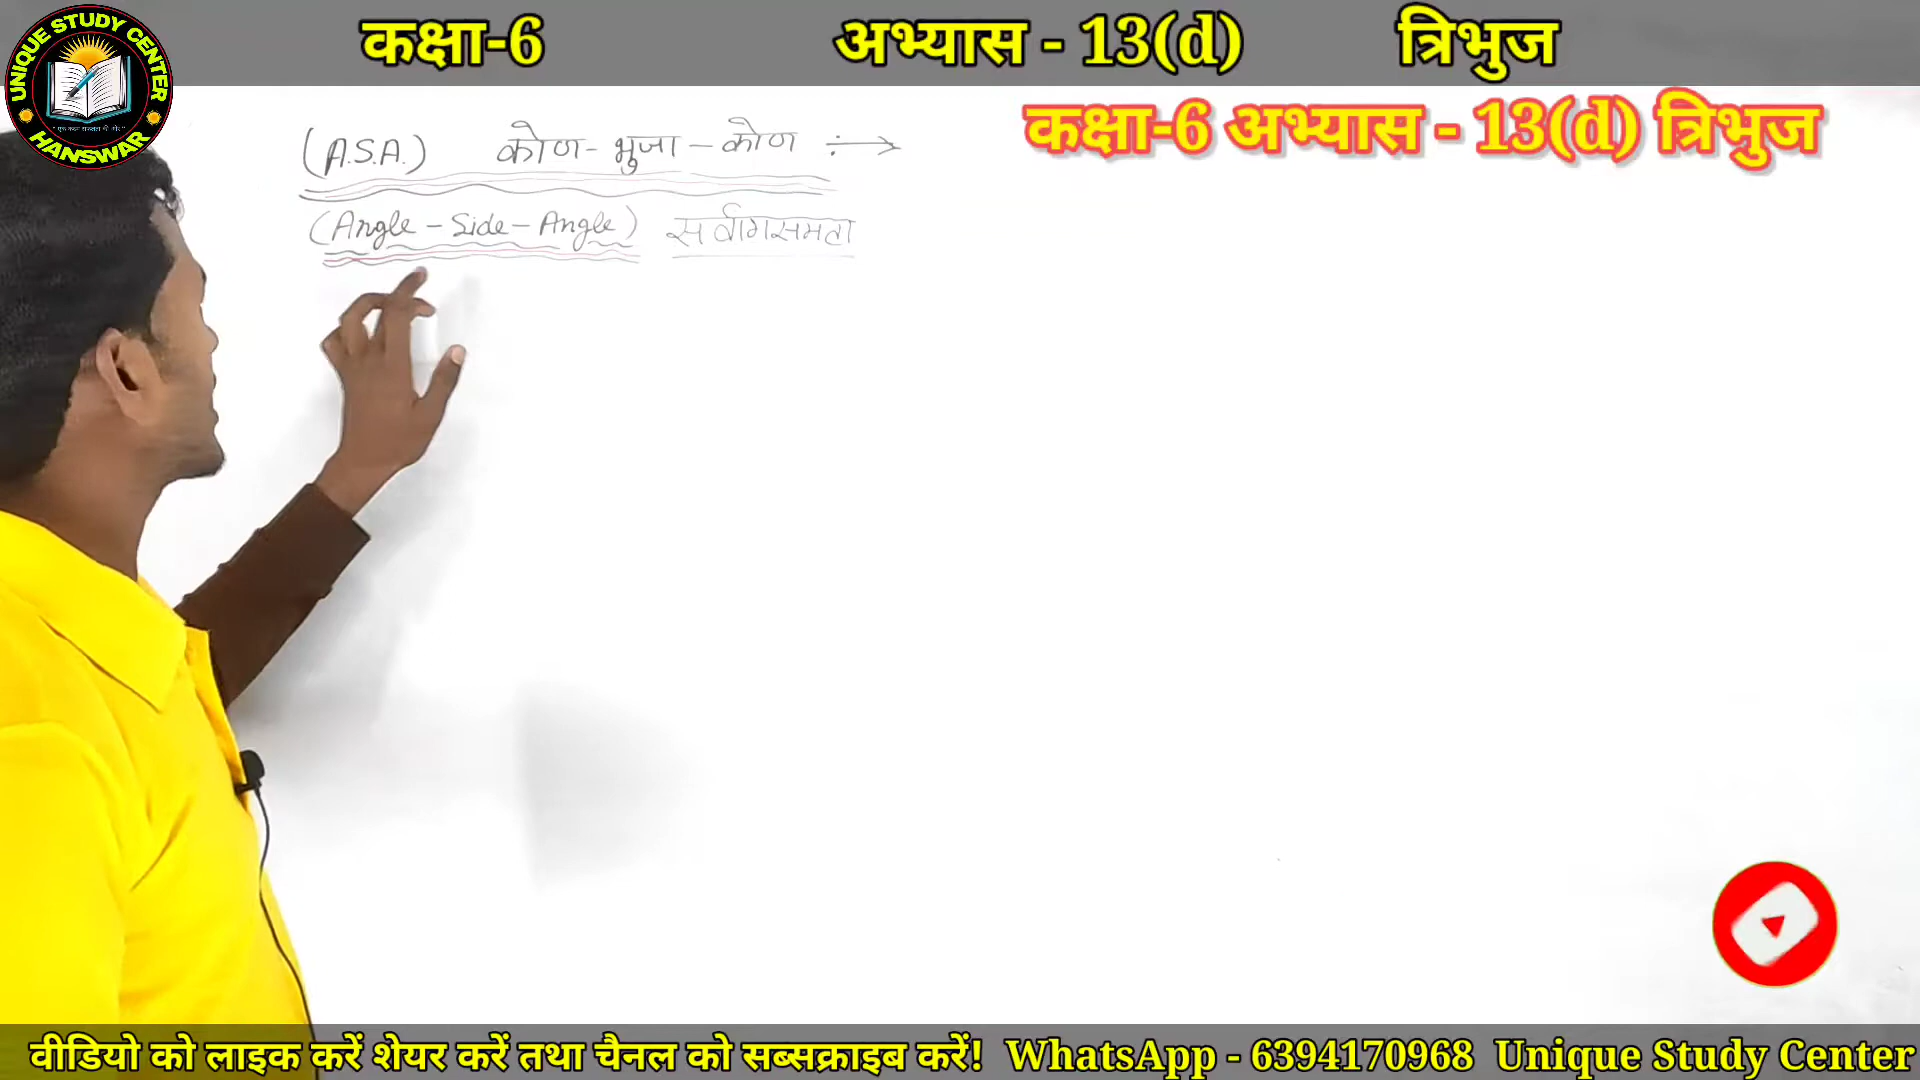 कक्षा-6 अभ्यास - 13(d) त्रिभुज
UNIQUE STUDY CENTER
HANSWAR
कक्षा-6 अभ्यास - 13(d) त्रिभुज
(A.S.A.) कोण - भुजा - कोण :→
(Angle - Side - Angle) सर्वांगसमता
वीडियो को लाइक करें शेयर करें तथा चैनल को सब्सक्राइब करें! WhatsApp - 6394170968 Unique Study Center